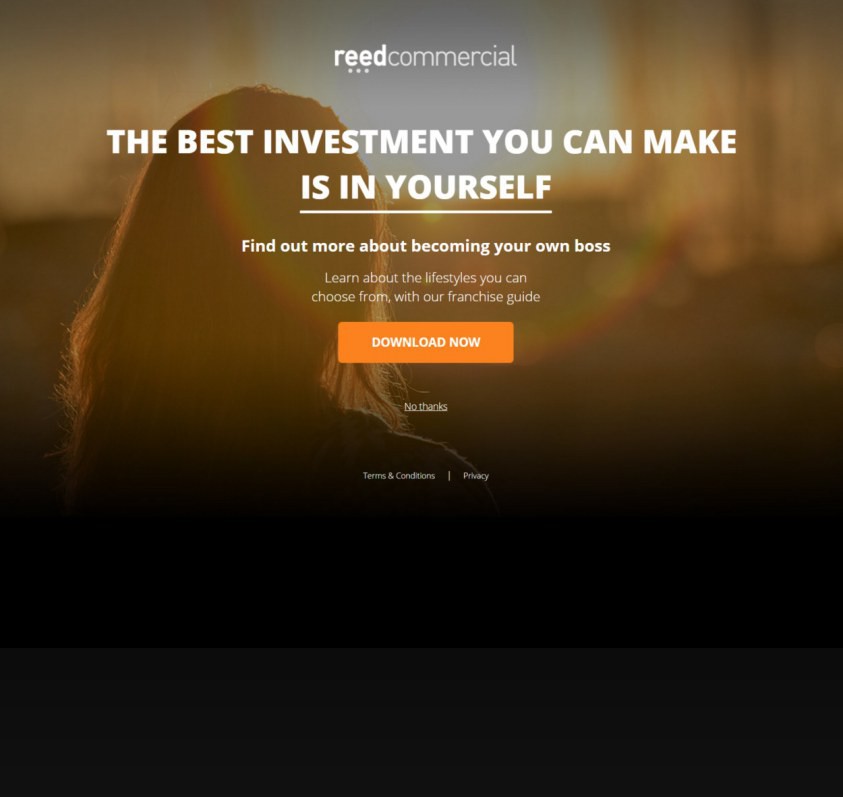 reedcommercial
THE BEST INVESTMENT YOU CAN MAKE
IS IN YOURSELF
Find out more about becoming your own boss
Learn about the lifestyles you can
choose from, with our franchise guide
DOWNLOAD NOW
No thanks
Terms & Conditions | Privacy